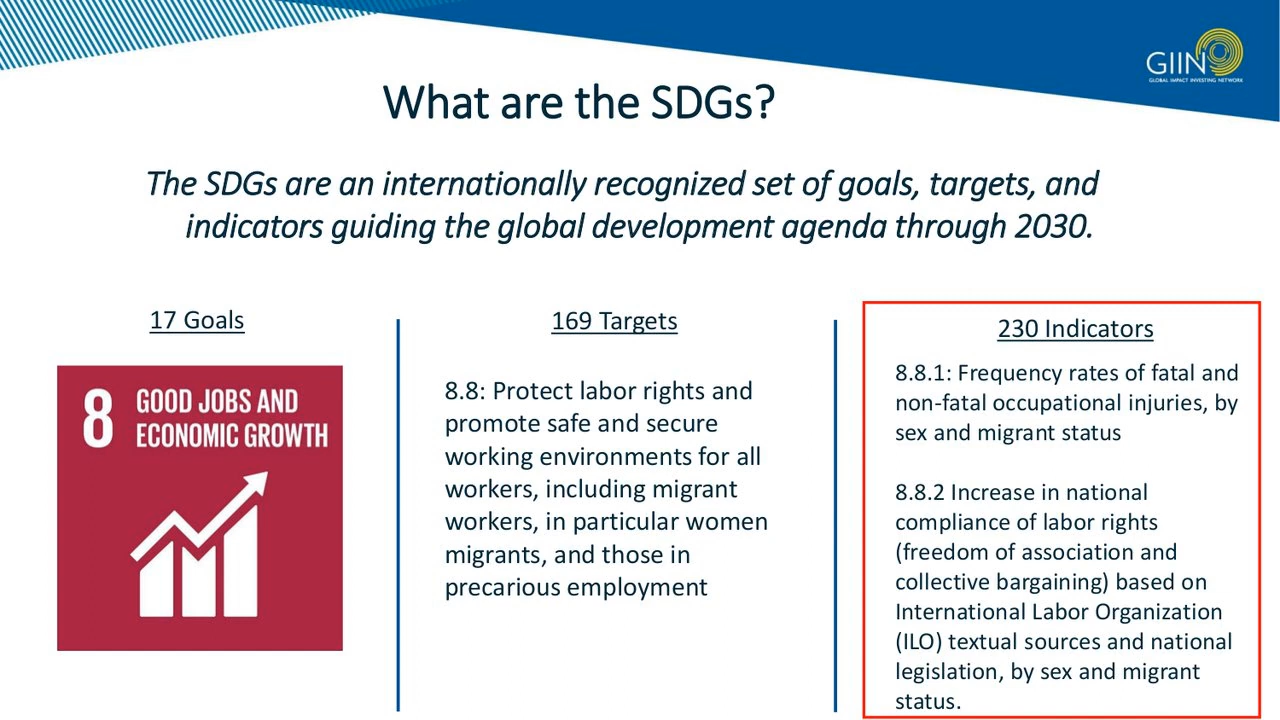 GIIN
GLOBAL IMPACT INVESTING NETWORK
What are the SDGs?
The SDGs are an internationally recognized set of goals, targets, and
indicators guiding the global development agenda through 2030.
17 Goals
8 GOOD JOBS AND
ECONOMIC GROWTH
169 Targets
8.8: Protect labor rights and
promote safe and secure
working environments for all
workers, including migrant
workers, in particular women
migrants, and those in
precarious employment
230 Indicators
8.8.1: Frequency rates of fatal and
non-fatal occupational injuries, by
sex and migrant status
8.8.2 Increase in national
compliance of labor rights
(freedom of association and
collective bargaining) based on
International Labor Organization
(ILO) textual sources and national
legislation, by sex and migrant
status.